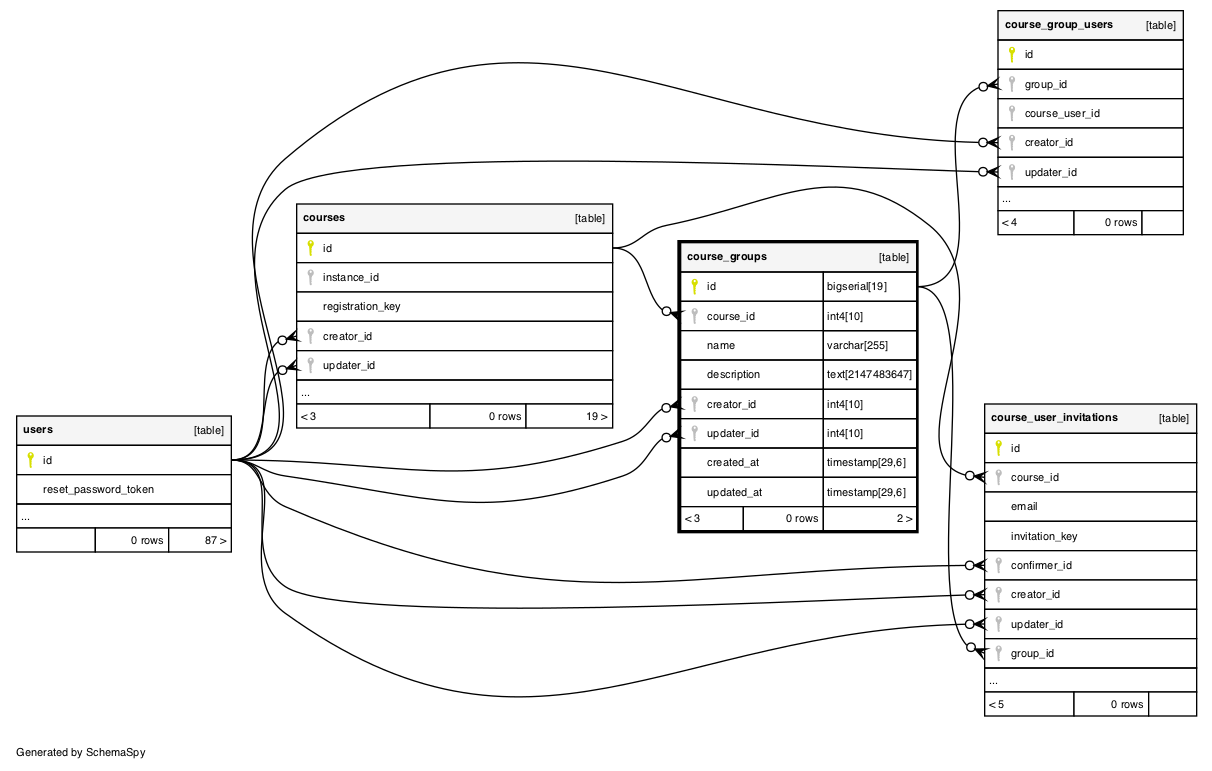 course_group_users [table]
id
group_id
course_user_id
creator_id
updater_id
...
< 4 0 rows
courses [table]
id
instance_id
registration_key
creator_id
updater_id
...
< 3 0 rows 19 >
course_groups [table]
id bigserial[19]
course_id int4[10]
name varchar[255]
description text[2147483647]
creator_id int4[10]
updater_id int4[10]
created_at timestamp[29,6]
updated_at timestamp[29,6]
< 3 0 rows 2 >
users [table]
id
reset_password_token
...
0 rows 87 >
course_user_invitations [table]
id
course_id
email
invitation_key
confirmer_id
creator_id
updater_id
group_id
...
< 5 0 rows
Generated by SchemaSpy